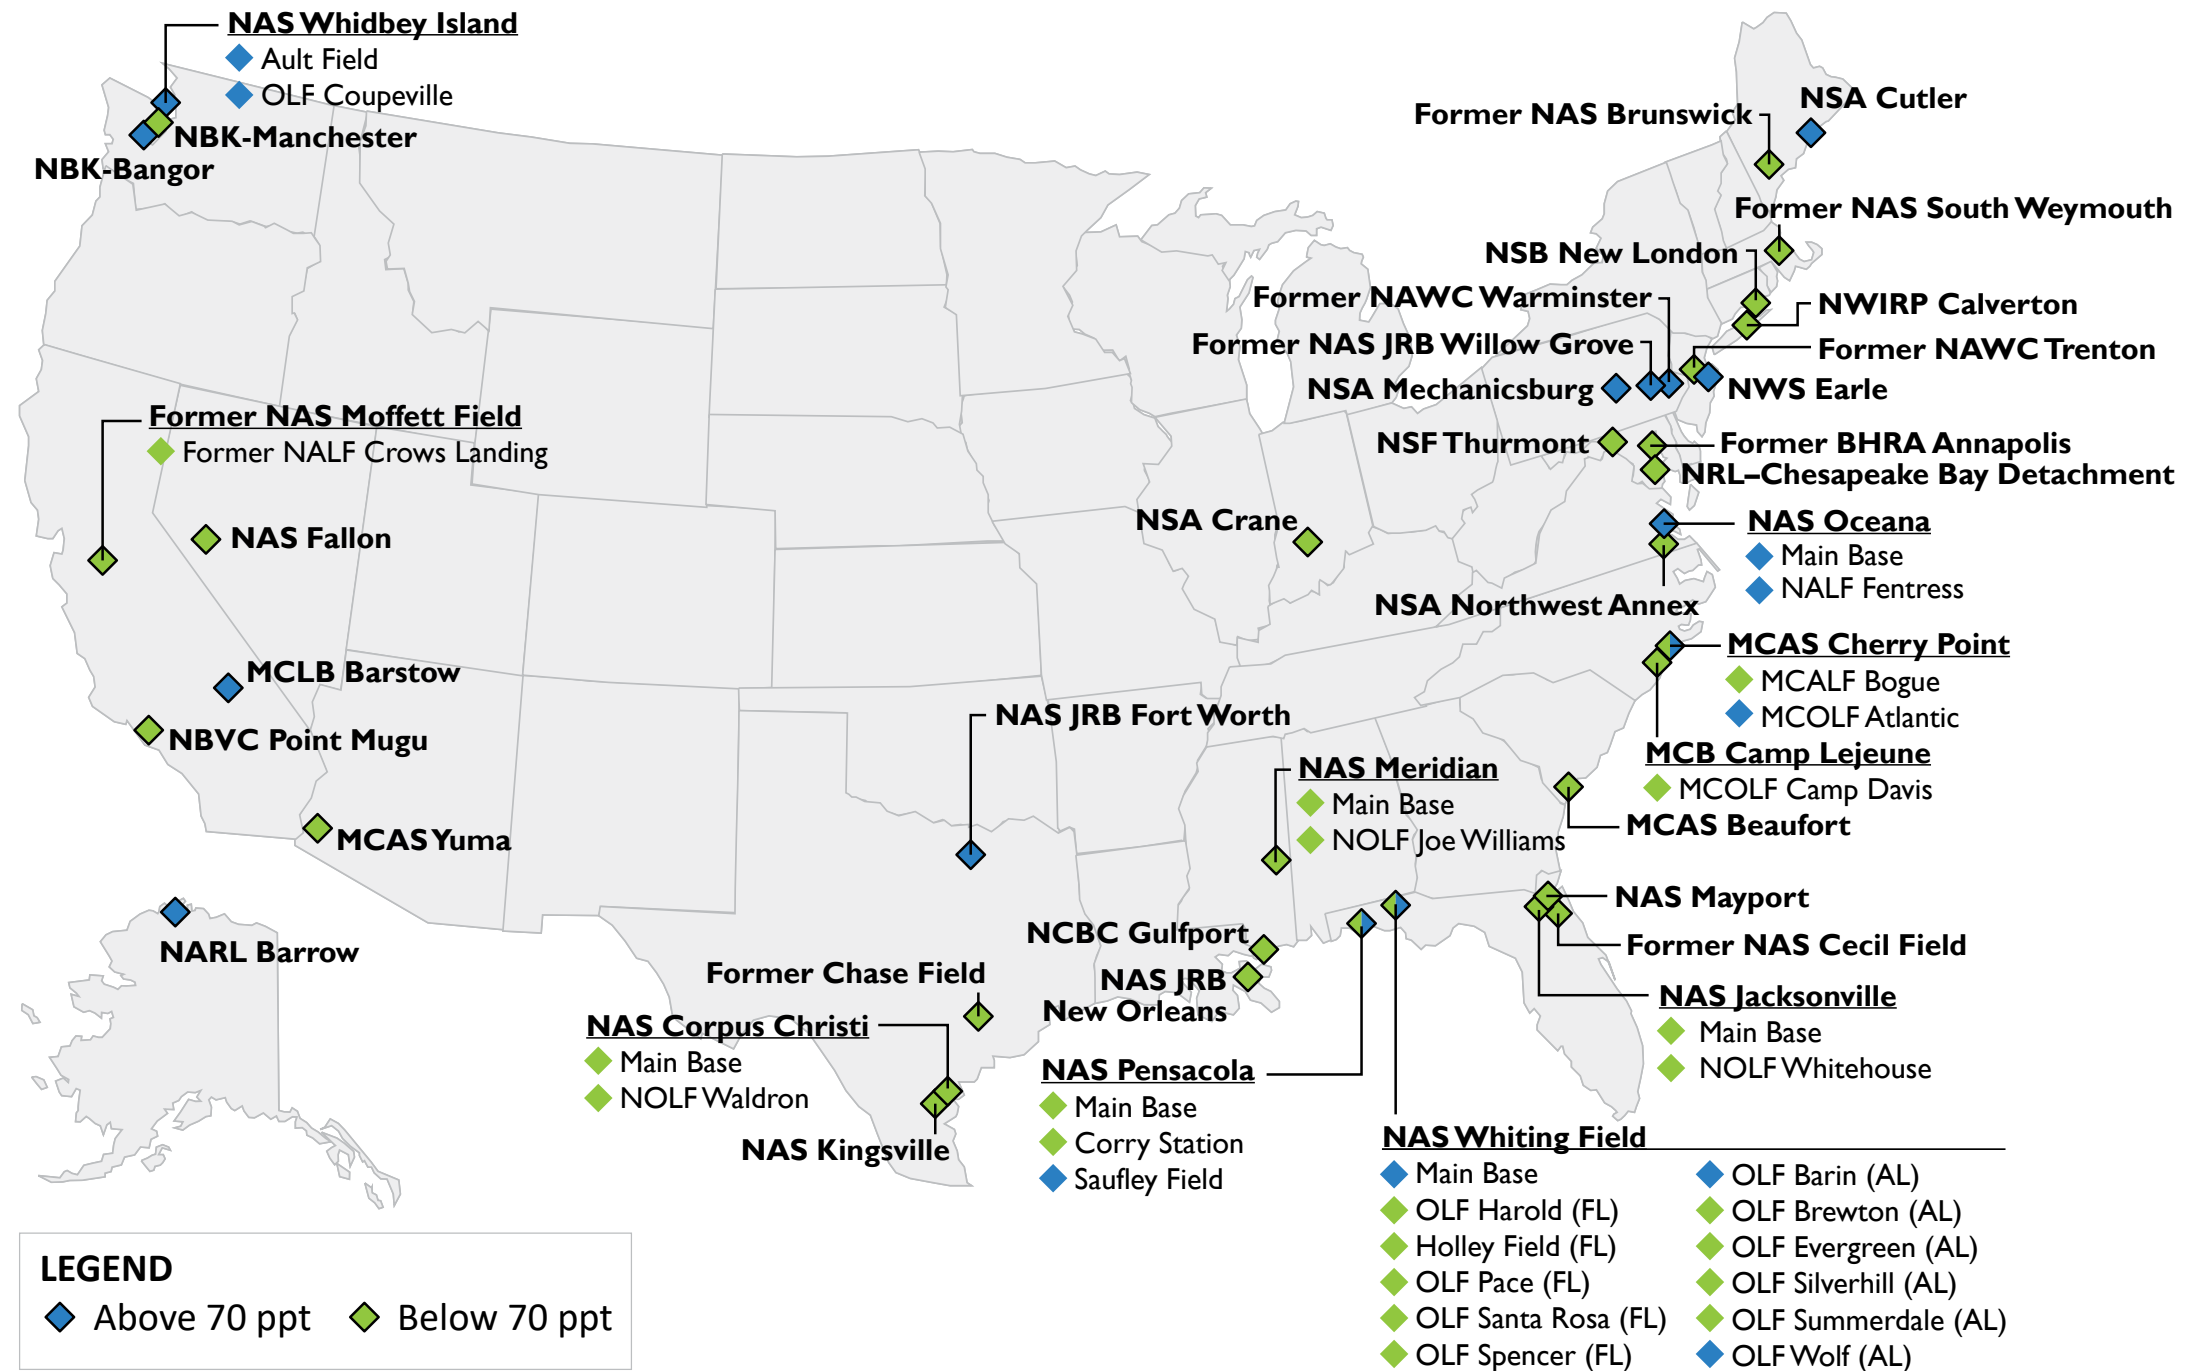 NAS Whidbey Island
Ault Field
OLF Coupeville
NBK-Manchester
NBK-Bangor
Former NAS Moffett Field
Former NALF Crows Landing
NAS Fallon
MCLB Barstow
NBVC Point Mugu
MCAS Yuma
NARL Barrow
NSA Cutler
Former NAS Brunswick
Former NAS South Weymouth
NSB New London
Former NAWC Warminster
NWIRP Calverton
Former NAS JRB Willow Grove
Former NAWC Trenton
NSA Mechanicsburg
NWS Earle
NSF Thurmont
Former BHRA Annapolis
NRL–Chesapeake Bay Detachment
NSA Crane
NAS Oceana
Main Base
NALF Fentress
NSA Northwest Annex
MCAS Cherry Point
MCALF Bogue
MCOLF Atlantic
MCB Camp Lejeune
MCOLF Camp Davis
MCAS Beaufort
NAS JRB Fort Worth
NAS Meridian
Main Base
NOLF Joe Williams
NAS Mayport
Former NAS Cecil Field
NAS Jacksonville
Main Base
NOLF Whitehouse
NCBC Gulfport
NAS JRB
New Orleans
Former Chase Field
NAS Corpus Christi
Main Base
NOLF Waldron
NAS Kingsville
NAS Pensacola
Main Base
Corry Station
Saufley Field
NAS Whiting Field
Main Base
OLF Harold (FL)
Holley Field (FL)
OLF Pace (FL)
OLF Santa Rosa (FL)
OLF Spencer (FL)
OLF Barin (AL)
OLF Brewton (AL)
OLF Evergreen (AL)
OLF Silverhill (AL)
OLF Summerdale (AL)
OLF Wolf (AL)
LEGEND
Above 70 ppt
Below 70 ppt